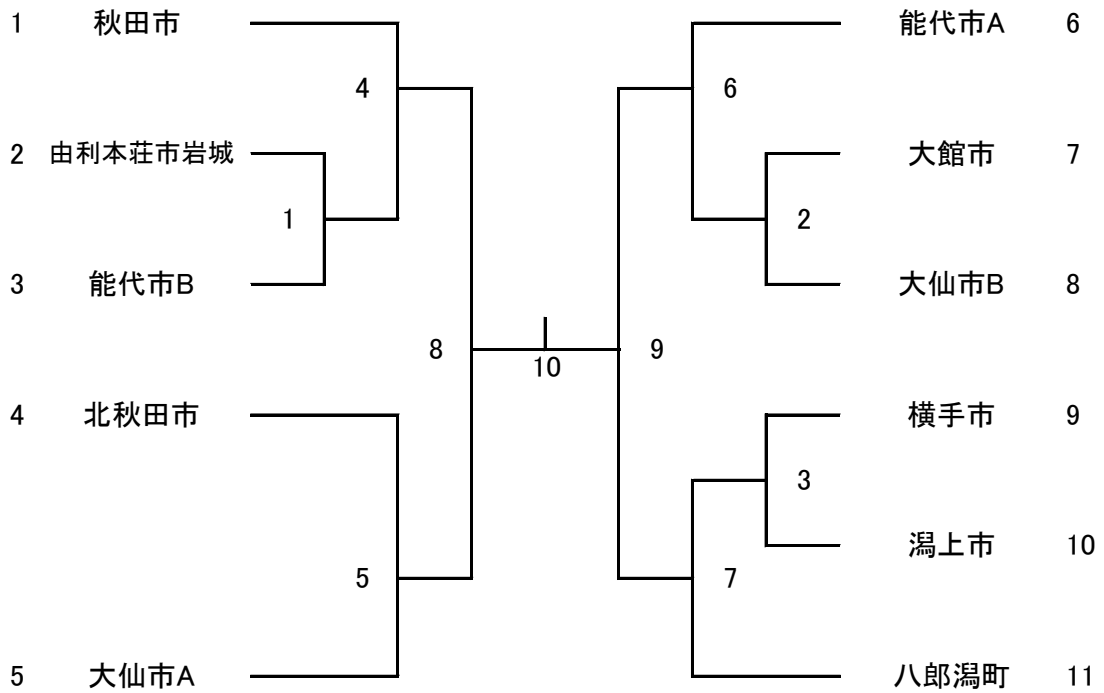 1 秋田市 能代市A 6
4 6
2 由利本荘市岩城 大館市 7
1 2
3 能代市B 大仙市B 8
8 9
10
4 北秋田市 横手市 9
3
潟上市 10
5 7
5 大仙市A 八郎潟町 11